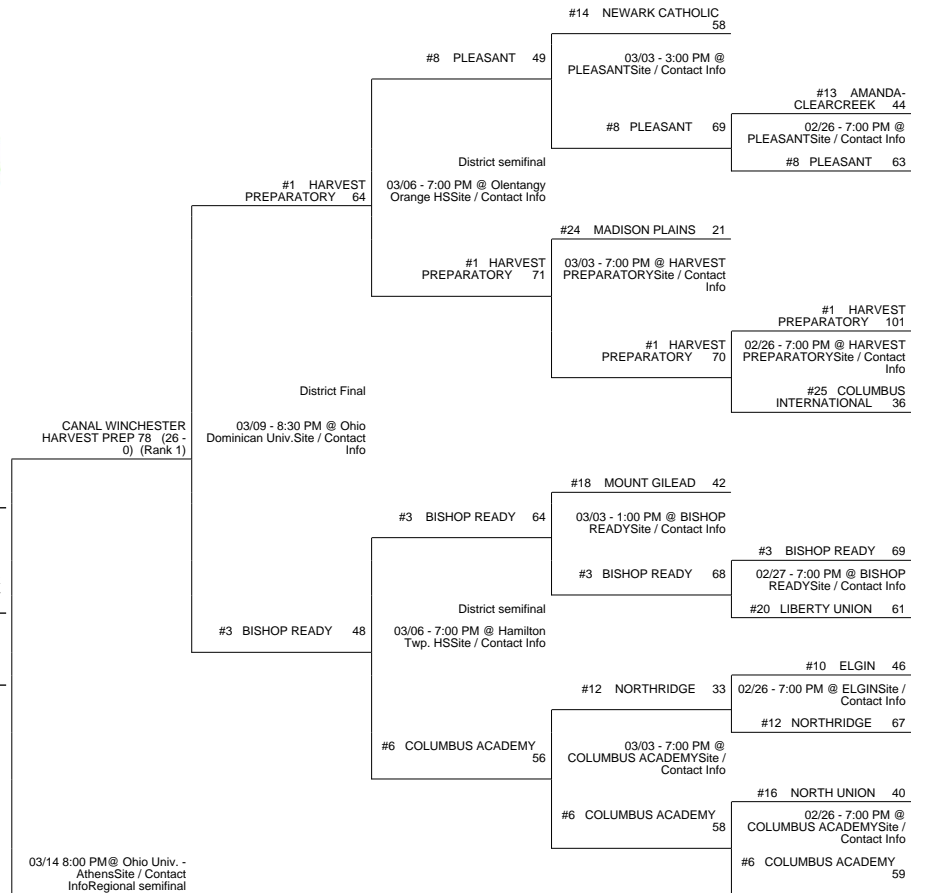 #14 NEWARK CATHOLIC
58
#8 PLEASANT 49
03/03 - 3:00 PM @
PLEASANTSite / Contact Info
#13 AMANDA-
CLEARCREEK 44
#8 PLEASANT 69
02/26 - 7:00 PM @
PLEASANTSite / Contact Info
#8 PLEASANT 63
District semifinal
#1 HARVEST
PREPARATORY 64
03/06 - 7:00 PM @ Olentangy
Orange HSSite / Contact Info
#24 MADISON PLAINS 21
#1 HARVEST
PREPARATORY 71
03/03 - 7:00 PM @ HARVEST
PREPARATORYSite / Contact
Info
#1 HARVEST
PREPARATORY 101
#1 HARVEST
PREPARATORY 70
02/26 - 7:00 PM @ HARVEST
PREPARATORYSite / Contact
Info
#25 COLUMBUS
INTERNATIONAL 36
District Final
CANAL WINCHESTER
HARVEST PREP 78 (26 -
0) (Rank 1)
03/09 - 8:30 PM @ Ohio
Dominican Univ.Site / Contact
Info
#18 MOUNT GILEAD 42
#3 BISHOP READY 64
03/03 - 1:00 PM @ BISHOP
READYSite / Contact Info
#3 BISHOP READY 69
#3 BISHOP READY 68
02/27 - 7:00 PM @ BISHOP
READYSite / Contact Info
#20 LIBERTY UNION 61
District semifinal
#3 BISHOP READY 48
03/06 - 7:00 PM @ Hamilton
Twp. HSSite / Contact Info
#10 ELGIN 46
#12 NORTHRIDGE 33
02/26 - 7:00 PM @ ELGINSite /
Contact Info
#12 NORTHRIDGE 67
#6 COLUMBUS ACADEMY
56
03/03 - 7:00 PM @
COLUMBUS ACADEMYSite /
Contact Info
#16 NORTH UNION 40
#6 COLUMBUS ACADEMY
58
02/26 - 7:00 PM @
COLUMBUS ACADEMYSite /
Contact Info
#6 COLUMBUS ACADEMY
59
03/14 8:00 PM@ Ohio Univ. -
AthensSite / Contact
InfoRegional semifinal